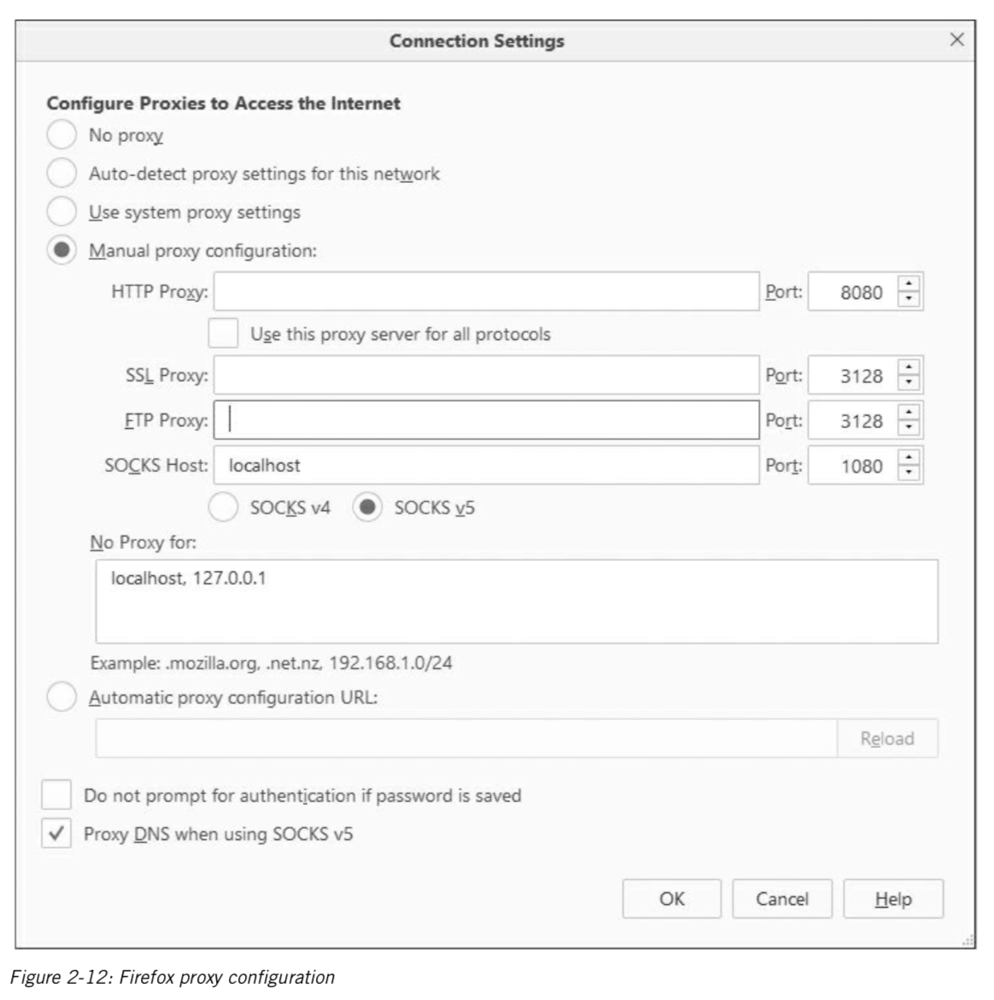 Connection Settings
Configure Proxies to Access the Internet
No proxy
Auto-detect proxy settings for this network
Use system proxy settings
Manual proxy configuration:
HTTP Proxy: Port: 8080
Use this proxy server for all protocols
SSL Proxy: Port: 3128
FTP Proxy: Port: 3128
SOCKS Host: localhost Port: 1080
SOCKS v4 SOCKS v5
No Proxy for:
localhost, 127.0.0.1
Example: .mozilla.org, .net.nz, 192.168.1.0/24
Automatic proxy configuration URL:
Reload
Do not prompt for authentication if password is saved
Proxy DNS when using SOCKS v5
OK Cancel Help
Figure 2-12: Firefox proxy configuration